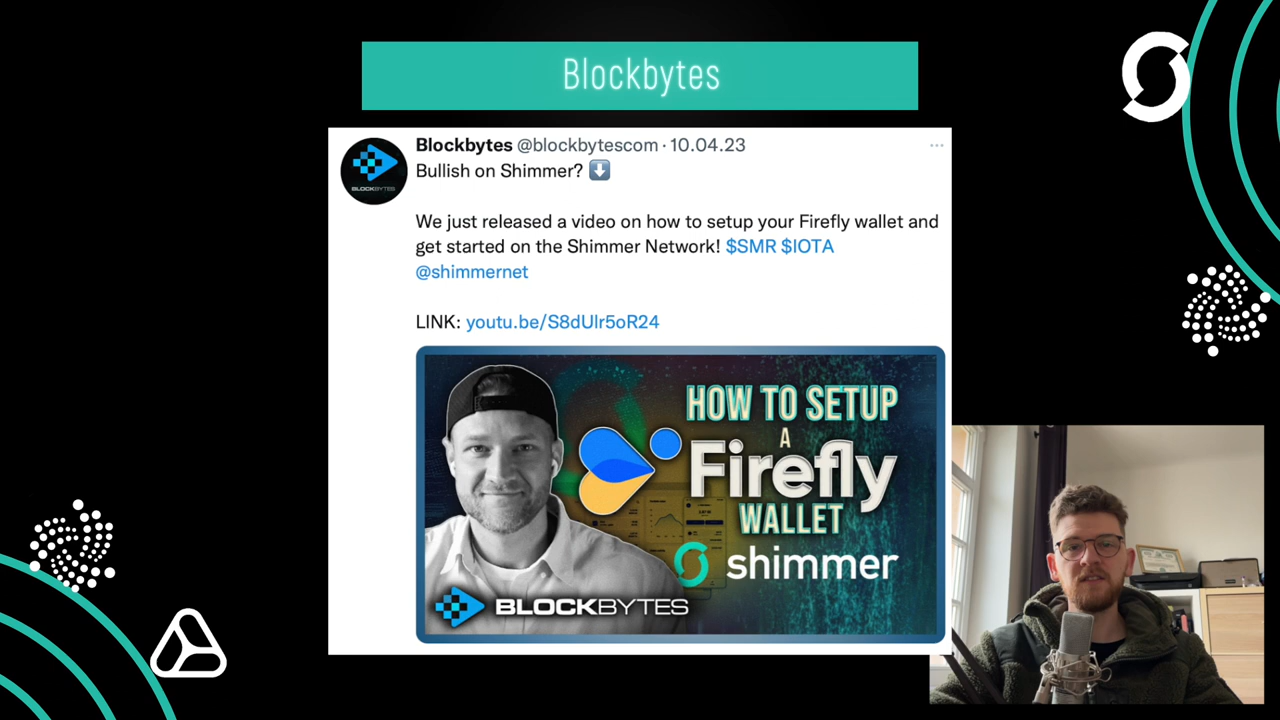 Blockbytes
Blockbytes @blockbytescom · 10.04.23
Bullish on Shimmer? ⬇️
We just released a video on how to setup your Firefly wallet and
get started on the Shimmer Network! $SMR $IOTA
@shimmernet
LINK: youtu.be/S8dUlr5oR24
BLOCKBYTES
HOW TO SETUP
A
Firefly
WALLET
shimmer
BLOCKBYTES